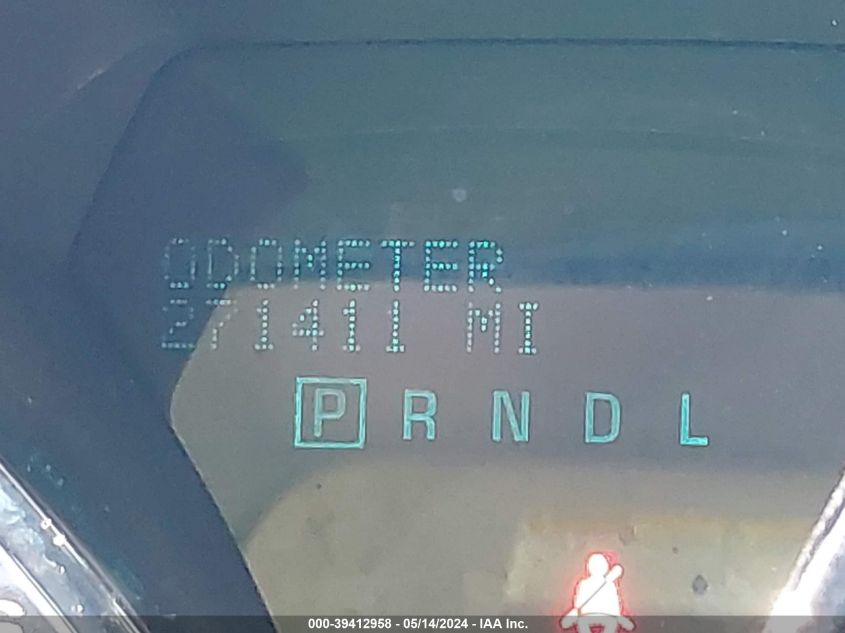 ODOMETER
271411 MI
P R N D L
000-39412958 - 05/14/2024 - IAA Inc.